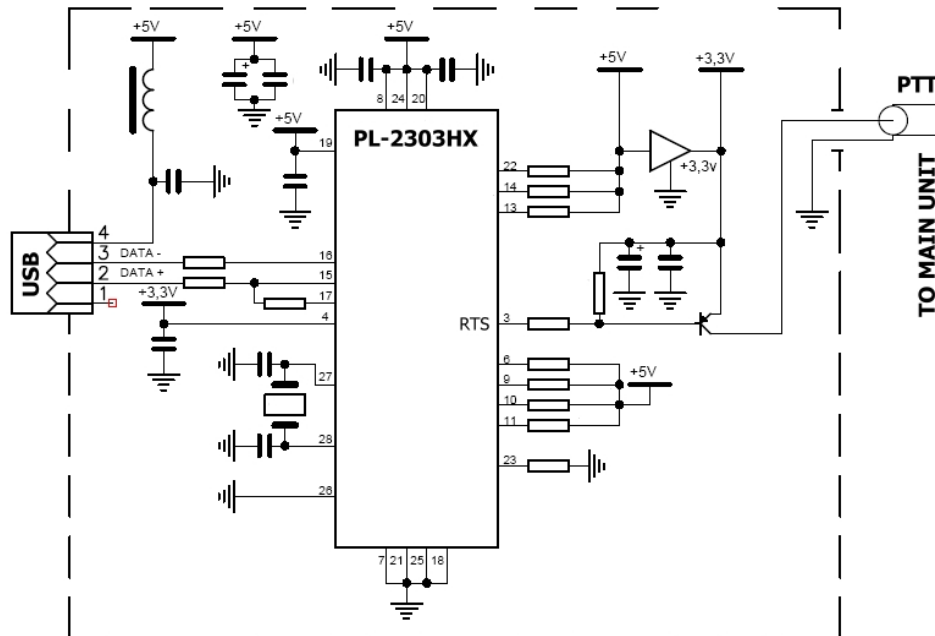 +5V
+5V
+5V
+5V
+3,3V
PTT
8 24 20
+5V
PL-2303HX
19
22
+3,3v
14
13
TO MAIN UNIT
USB
4
3 DATA - 16
2 DATA + 15
1 +3,3V 17
4
RTS 3
6
+5V
27
9
10
11
28
23
26
7 21 25 18